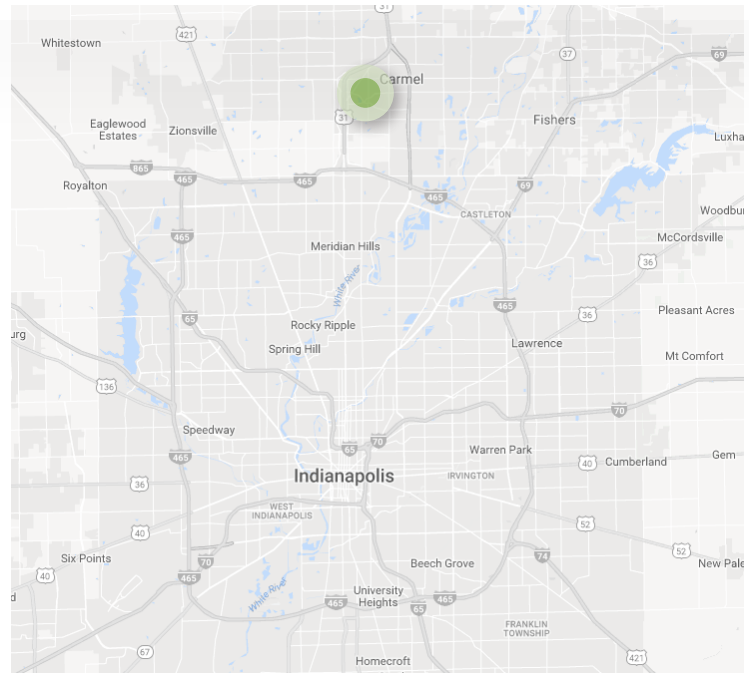 31
421
Whitestown
37
69
Carmel
31
Fishers
Eaglewood
Estates
Zionsville
Luxha
865
465
465
Royalton
69
465
CASTLETON
Woodbur
465
Meridian Hills
McCordsville
36
White River
465
65
36
Pleasant Acres
Rocky Ripple
urg
Spring Hill
Lawrence
Mt Comfort
136
70
Speedway
70
65
Warren Park
465
Cumberland
Gem
40
Indianapolis
IRVINGTON
36
WEST
INDIANAPOLIS
52
40
52
74
Six Points
70
Beech Grove
New Pale
40
465
University
Heights
White River
465
465
65
d
FRANKLIN
TOWNSHIP
67
421
Homecroft